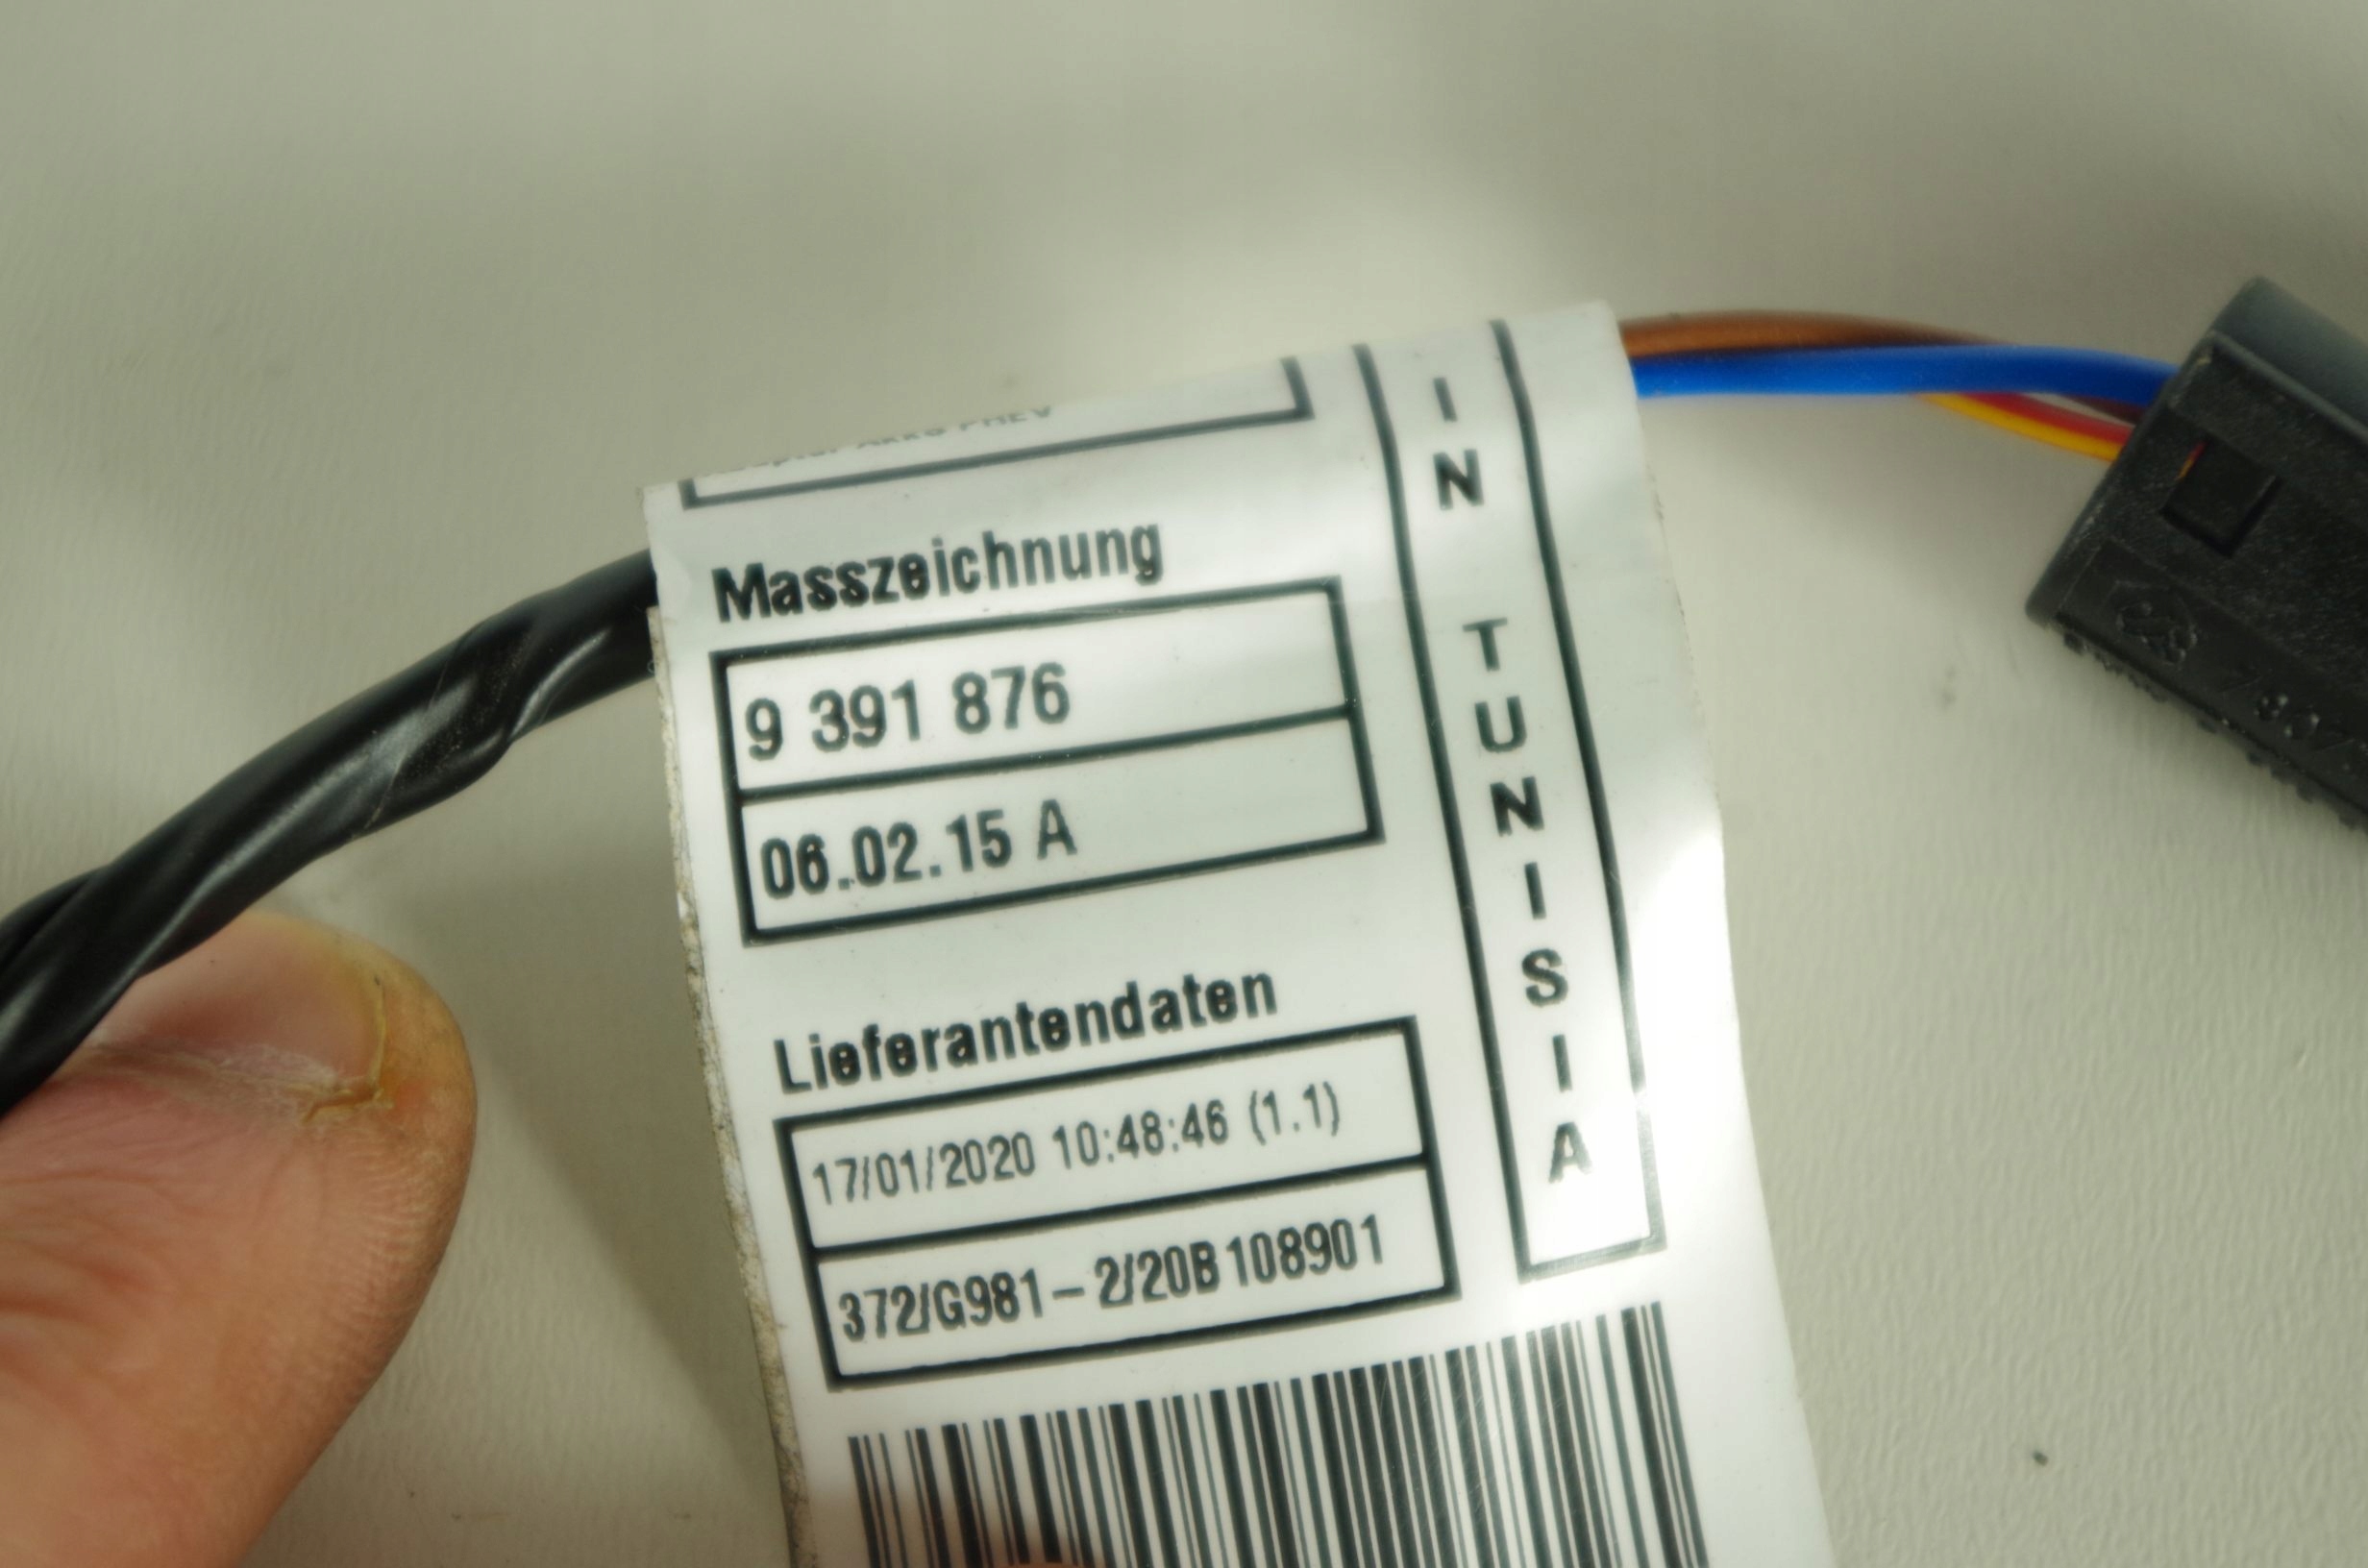 PHEV
Masszeichnung
9 391 876
06.02.15 A
Lieferantendaten
17/01/2020 10:48:46 (1.1)
372/G981-2/20B108901
IN TUNISIA